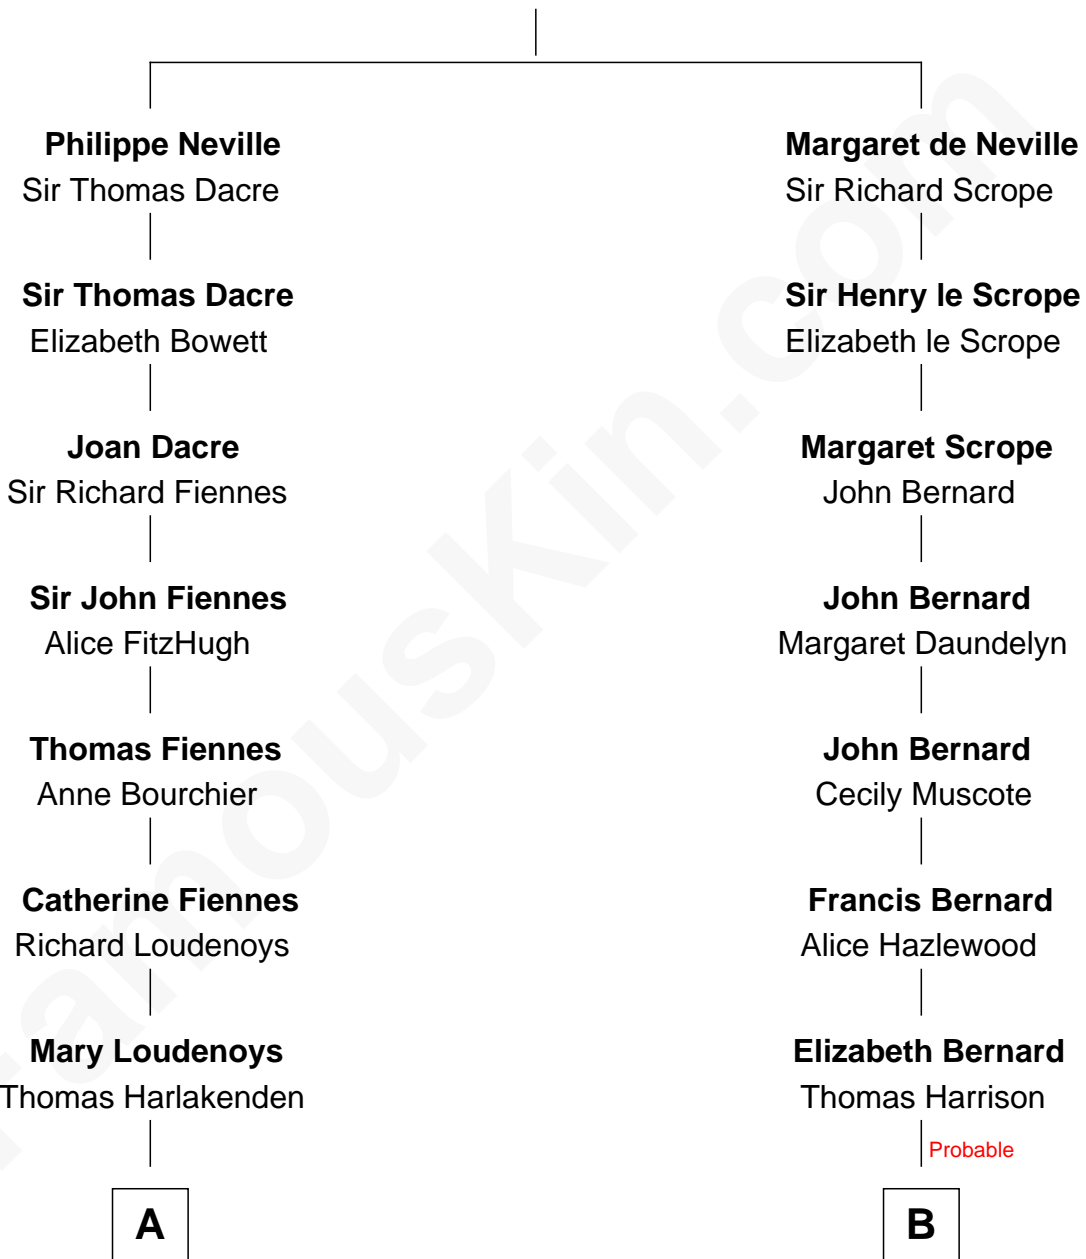 Philippe Neville
Sir Thomas Dacre
Margaret de Neville
Sir Richard Scrope
Sir Thomas Dacre
Elizabeth Bowett
Sir Henry le Scrope
Elizabeth le Scrope
Joan Dacre
Sir Richard Fiennes
Margaret Scrope
John Bernard
Sir John Fiennes
Alice FitzHugh
John Bernard
Margaret Daundelyn
Thomas Fiennes
Anne Bourchier
John Bernard
Cecily Muscote
Catherine Fiennes
Richard Loudenoys
Francis Bernard
Alice Hazlewood
Mary Loudenoys
Thomas Harlakenden
Elizabeth Bernard
Thomas Harrison
Probable
A
B
famouskin.com